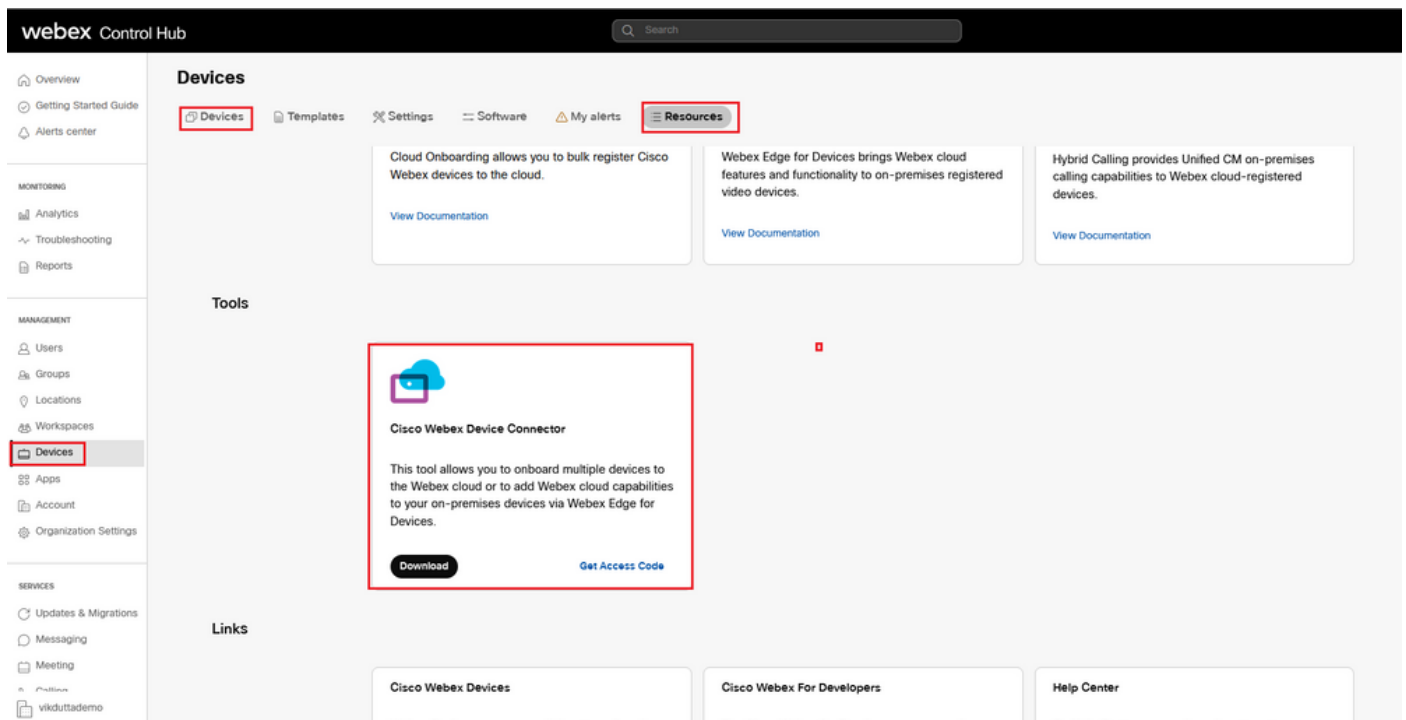 webex Control Hub
Search
Overview
Getting Started Guide
Alerts center
MONITORING
Analytics
Troubleshooting
Reports
MANAGEMENT
Users
Groups
Locations
Workspaces
Devices
Apps
Account
Organization Settings
SERVICES
Updates & Migrations
Messaging
Meeting
Calling
vikduttademo
Devices
Devices
Templates
Settings
Software
My alerts
Resources
Cloud Onboarding allows you to bulk register Cisco
Webex devices to the cloud.
View Documentation
Webex Edge for Devices brings Webex cloud
features and functionality to on-premises registered
video devices.
View Documentation
Hybrid Calling provides Unified CM on-premises
calling capabilities to Webex cloud-registered
devices.
View Documentation
Tools
Cisco Webex Device Connector
This tool allows you to onboard multiple devices to
the Webex cloud or to add Webex cloud capabilities
to your on-premises devices via Webex Edge for
Devices.
Download
Get Access Code
Links
Cisco Webex Devices
Cisco Webex For Developers
Help Center